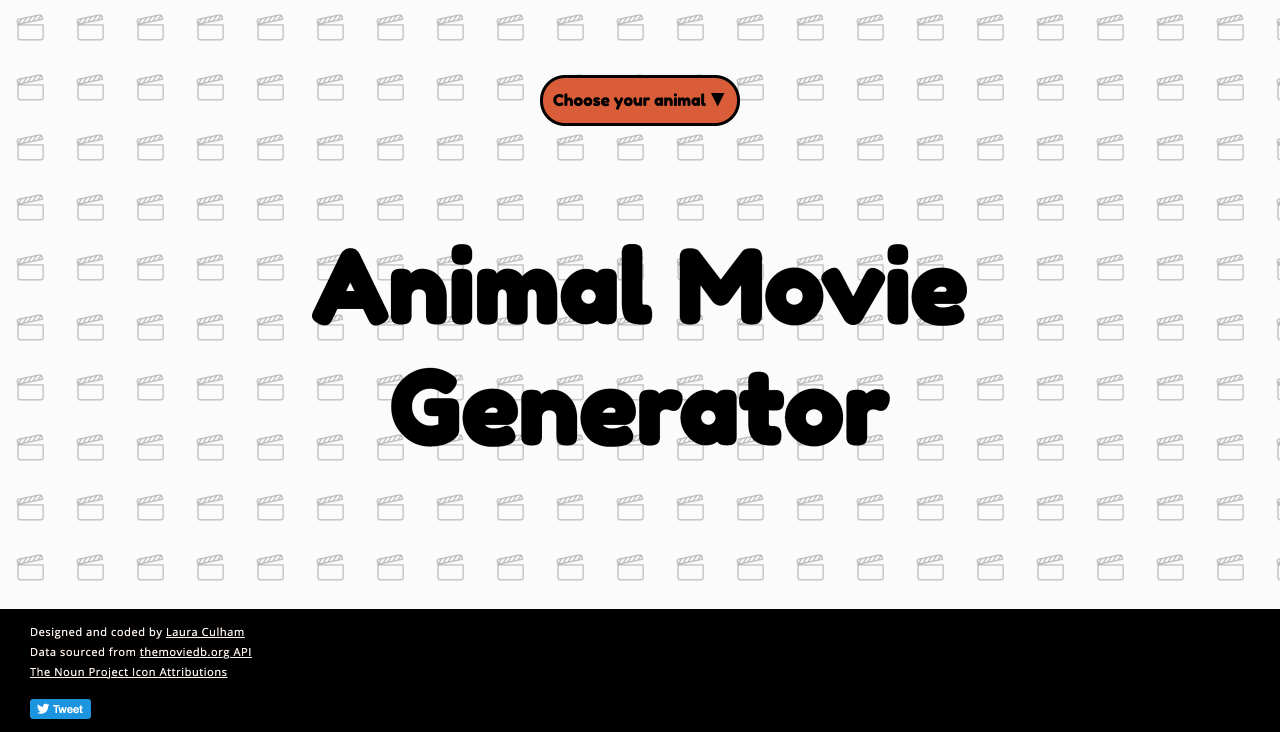 Choose your animal ▼
Animal Movie
Generator
Designed and coded by Laura Culham
Data sourced from themoviedb.org API
The Noun Project Icon Attributions
Tweet